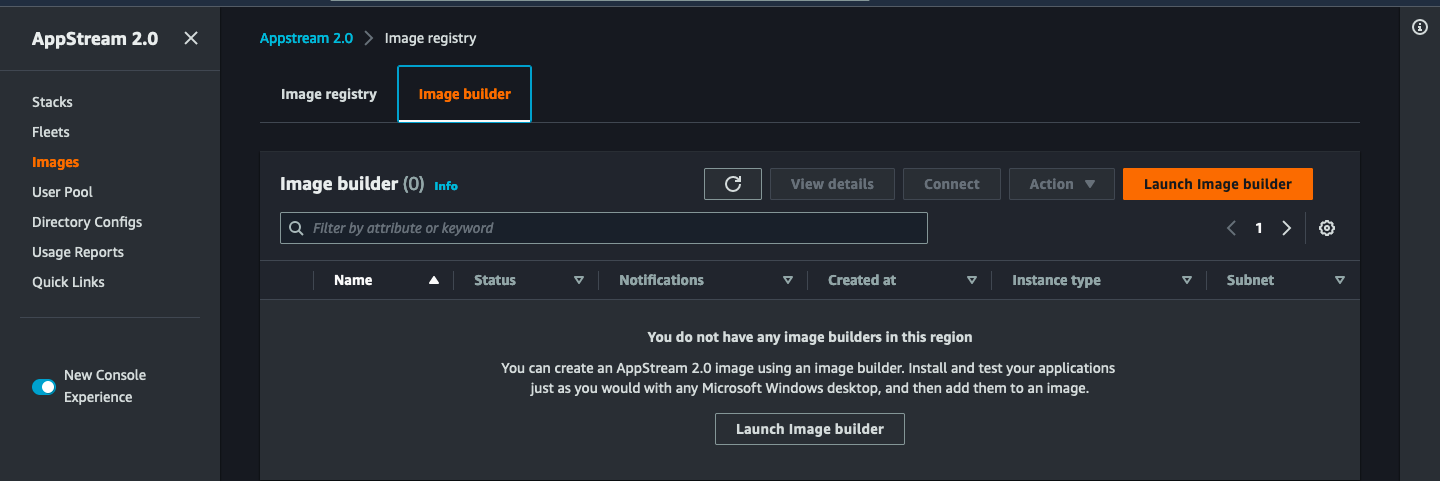 AppStream 2.0
Stacks
Fleets
Images
User Pool
Directory Configs
Usage Reports
Quick Links
New Console
Experience
Appstream 2.0 Image registry
Image registry Image builder
Image builder (0) Info View details Connect Action Launch Image builder
Filter by attribute or keyword 1
Name Status Notifications Created at Instance type Subnet
You do not have any image builders in this region
You can create an AppStream 2.0 image using an image builder. Install and test your applications
just as you would with any Microsoft Windows desktop, and then add them to an image.
Launch Image builder